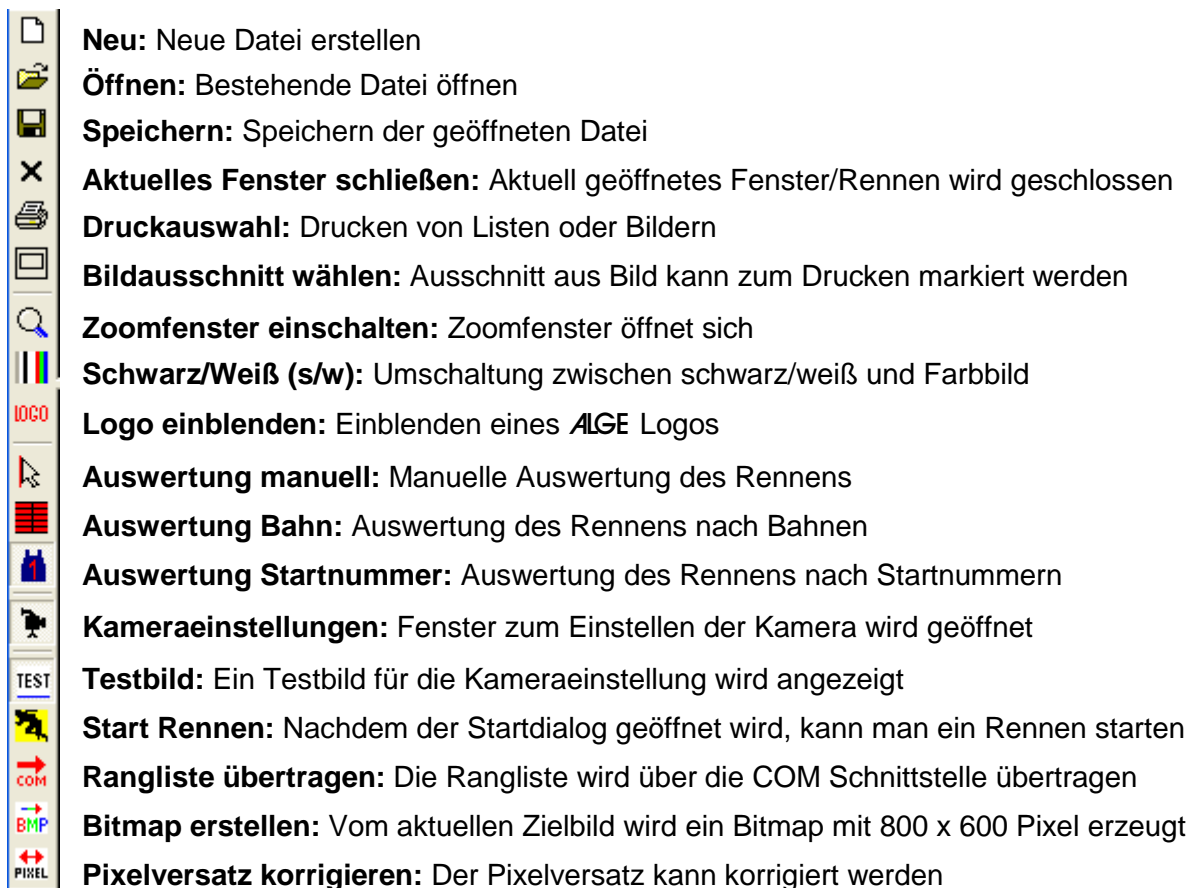 Neu: Neue Datei erstellen
Öffnen: Bestehende Datei öffnen
Speichern: Speichern der geöffneten Datei
Aktuelles Fenster schließen: Aktuell geöffnetes Fenster/Rennen wird geschlossen
Druckauswahl: Drucken von Listen oder Bildern
Bildausschnitt wählen: Ausschnitt aus Bild kann zum Drucken markiert werden
Zoomfenster einschalten: Zoomfenster öffnet sich
Schwarz/Weiß (s/w): Umschaltung zwischen schwarz/weiß und Farbbild
LOGO Logo einblenden: Einblenden eines ALGE Logos
Auswertung manuell: Manuelle Auswertung des Rennens
Auswertung Bahn: Auswertung des Rennens nach Bahnen
1 Auswertung Startnummer: Auswertung des Rennens nach Startnummern
Kameraeinstellungen: Fenster zum Einstellen der Kamera wird geöffnet
TEST Testbild: Ein Testbild für die Kameraeinstellung wird angezeigt
Start Rennen: Nachdem der Startdialog geöffnet wird, kann man ein Rennen starten
COM Rangliste übertragen: Die Rangliste wird über die COM Schnittstelle übertragen
BMP Bitmap erstellen: Vom aktuellen Zielbild wird ein Bitmap mit 800 x 600 Pixel erzeugt
PIXEL Pixelversatz korrigieren: Der Pixelversatz kann korrigiert werden